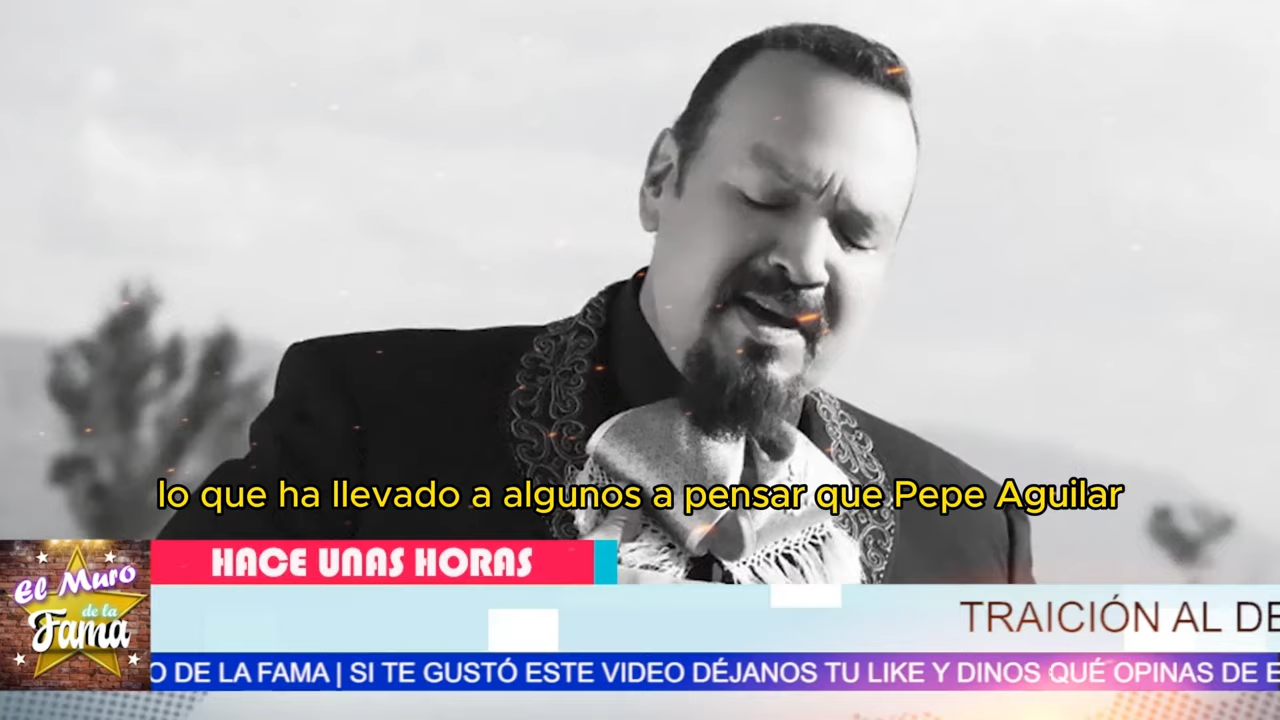 lo que ha llevado a algunos a pensar que Pepe Aguilar
HACE UNAS HORAS
El Muro
de la
Fama
TRAICIÓN AL DE
O DE LA FAMA | SI TE GUSTÓ ESTE VIDEO DÉJANOS TU LIKE Y DINOS QUÉ OPINAS DE E